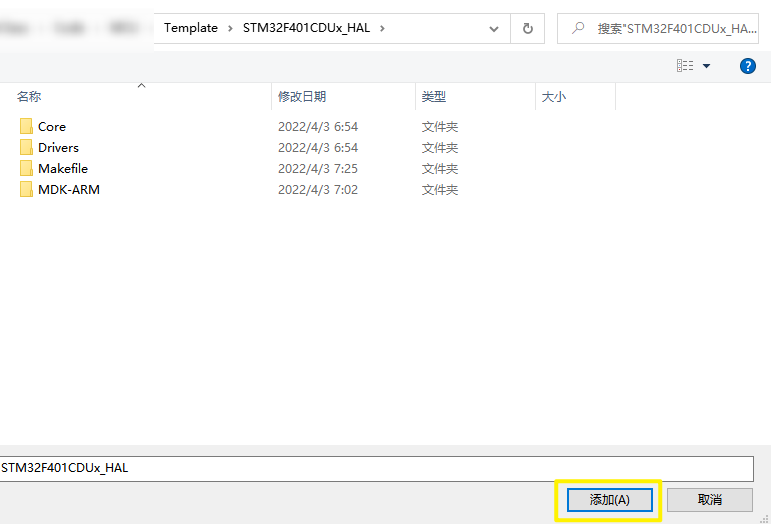 Template > STM32F401CDUx_HAL >
搜索"STM32F401CDUx_HA...
名称 修改日期 类型 大小
Core 2022/4/3 6:54 文件夹
Drivers 2022/4/3 6:54 文件夹
Makefile 2022/4/3 7:25 文件夹
MDK-ARM 2022/4/3 7:02 文件夹
STM32F401CDUx_HAL
添加(A) 取消